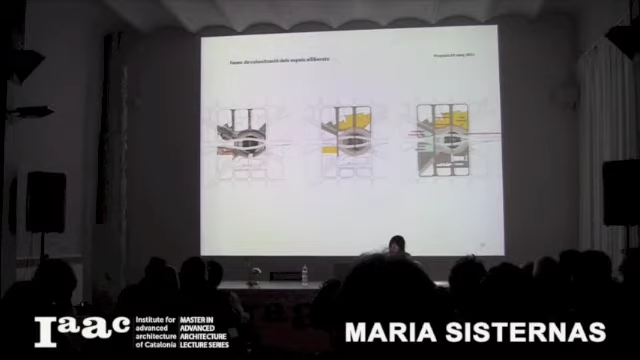 Fases de colonització dels espais alliberats
Iaac
Institute for
advanced
architecture
of Catalonia
MASTER IN
ADVANCED
ARCHITECTURE
LECTURE SERIES
MARIA SISTERNAS